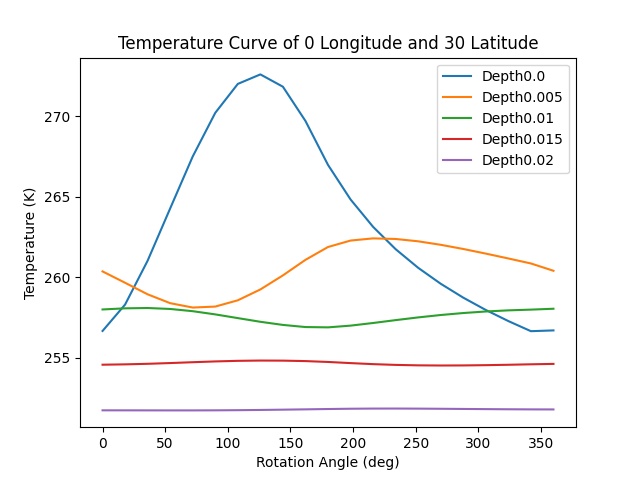 Temperature Curve of 0 Longitude and 30 Latitude
Depth0.0
Depth0.005
Depth0.01
Depth0.015
Depth0.02
270
265
260
255
Temperature (K)
0 50 100 150 200 250 300 350
Rotation Angle (deg)